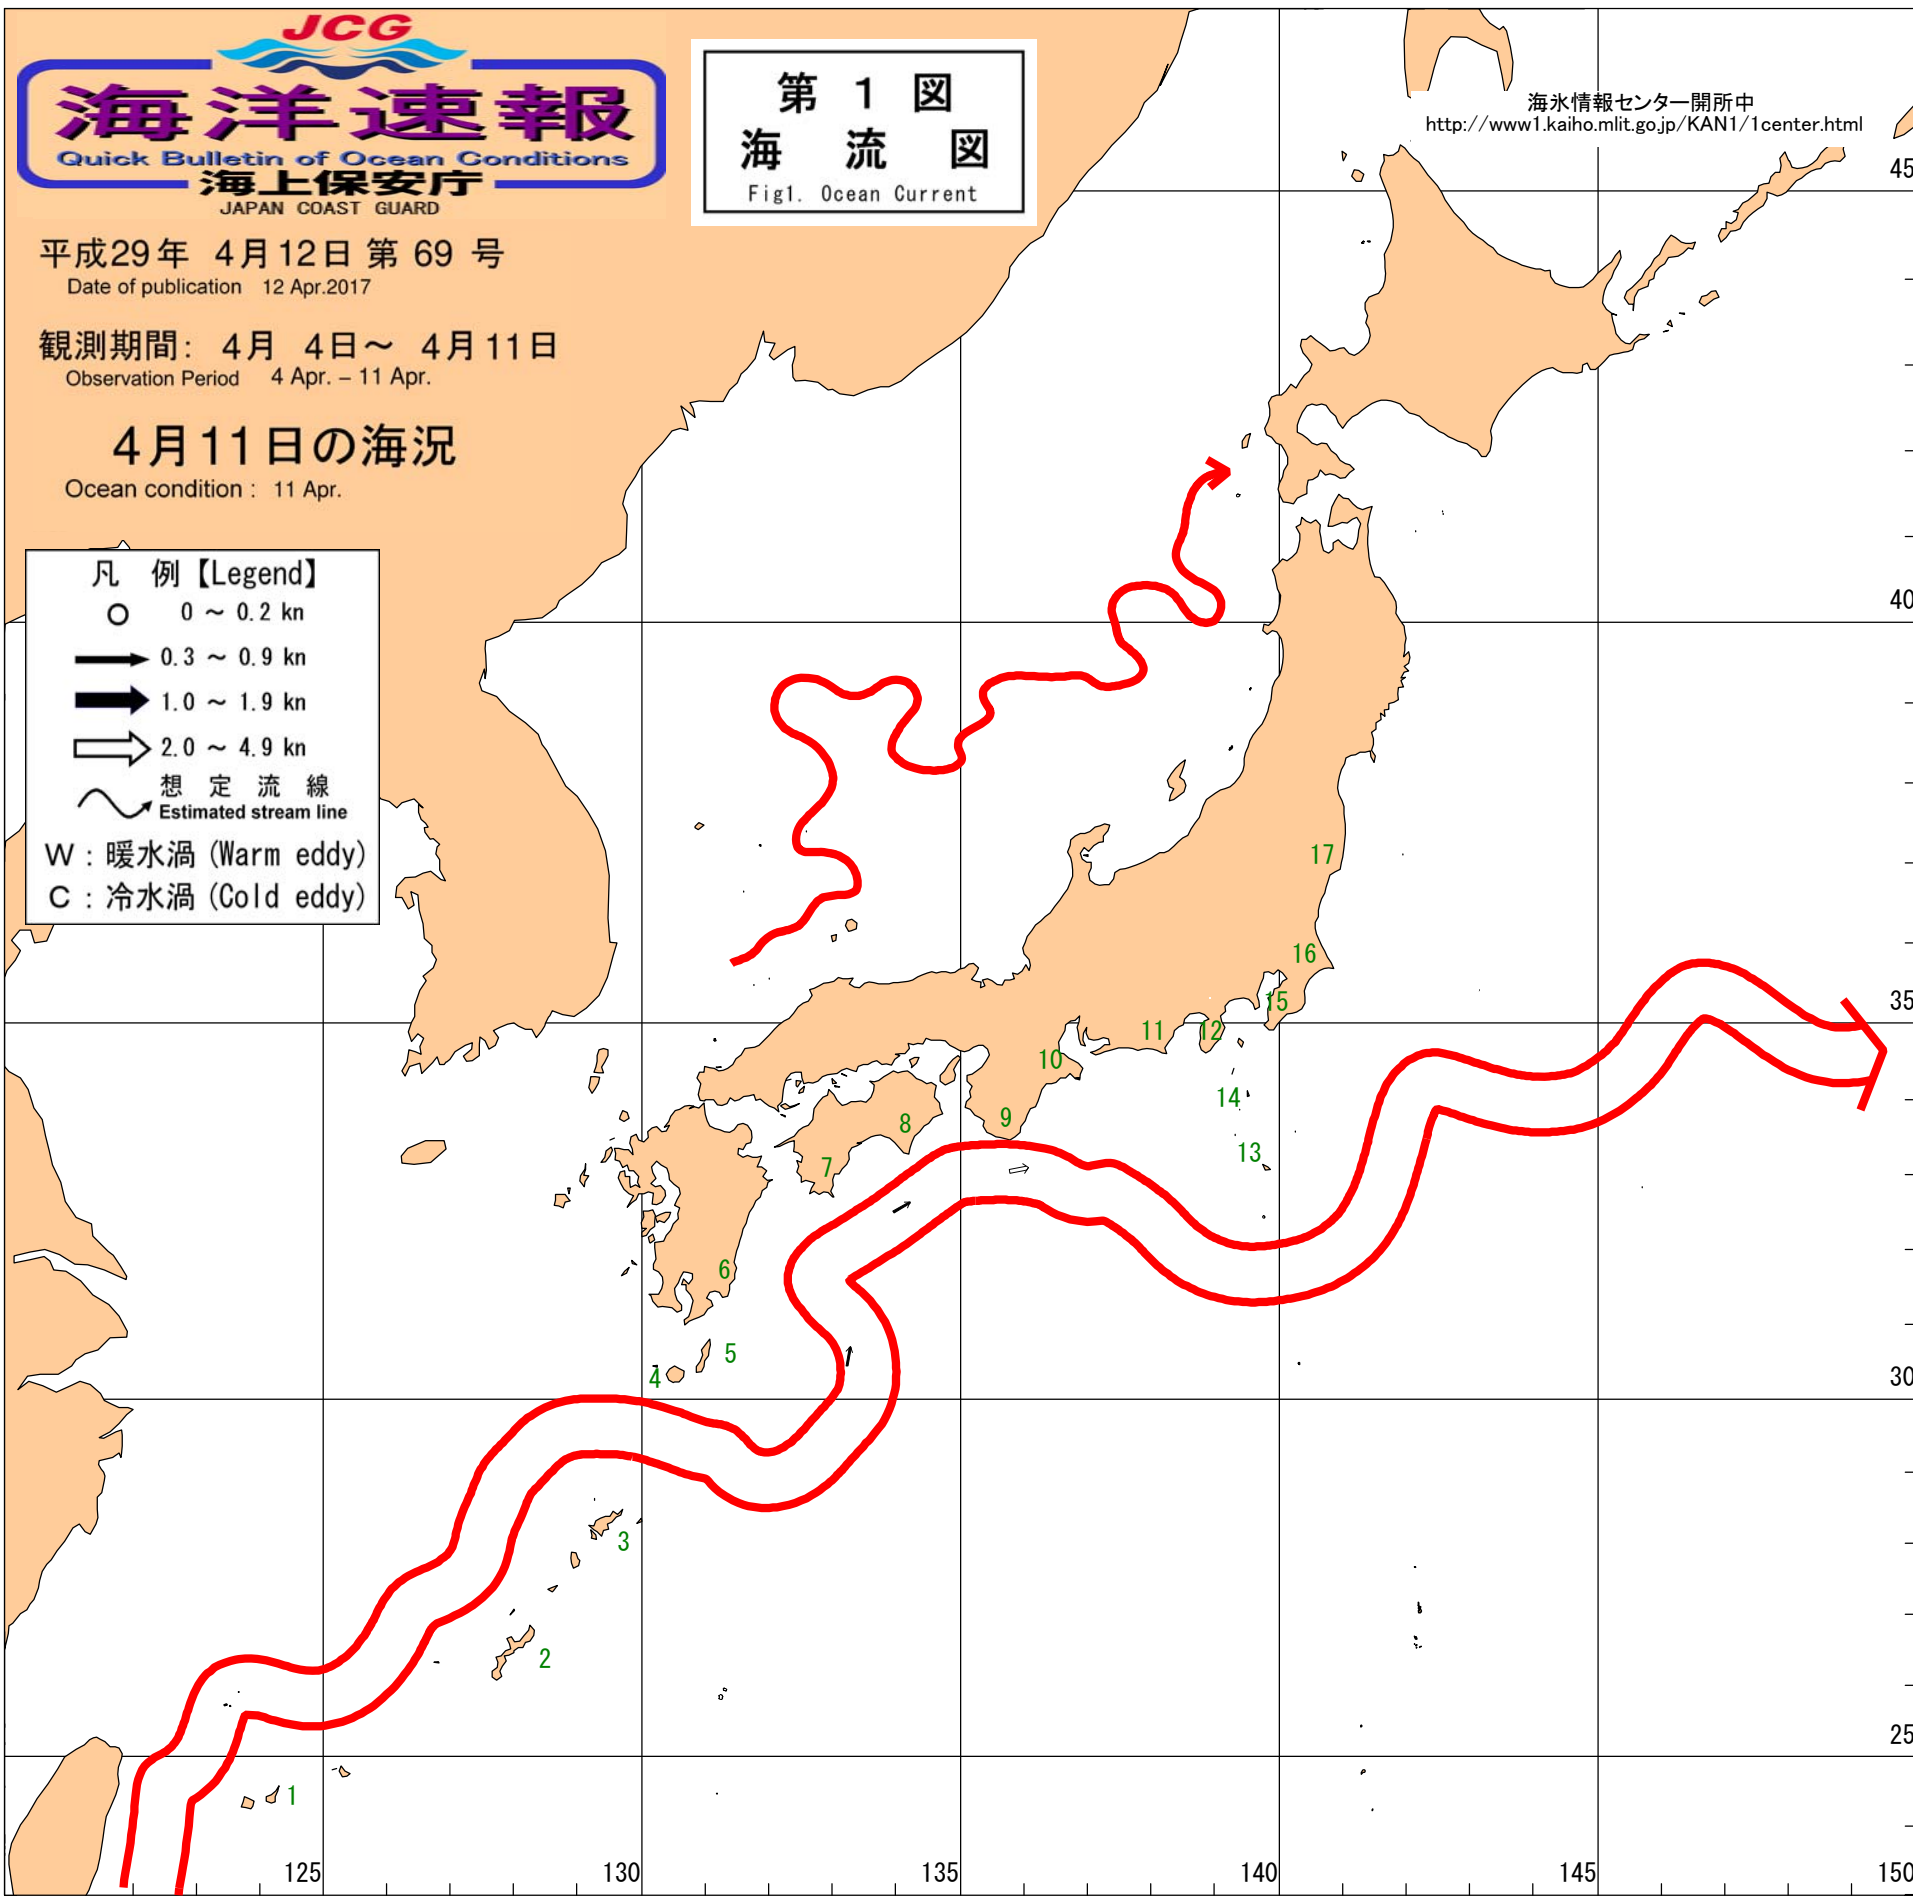 JCG
海洋速報
Quick Bulletin of Ocean Conditions
海上保安庁
JAPAN COAST GUARD
平成29年 4月12日 第 69 号
Date of publication 12 Apr.2017
観測期間： 4月 4日～ 4月11日
Observation Period 4 Apr. – 11 Apr.
4月11日の海況
Ocean condition : 11 Apr.
第 1 図
海 流 図
Fig1. Ocean Current
海氷情報センター開所中
http://www1.kaiho.mlit.go.jp/KAN1/1center.html
凡 例【Legend】
0 ～ 0.2 kn
0.3 ～ 0.9 kn
1.0 ～ 1.9 kn
2.0 ～ 4.9 kn
想 定 流 線
Estimated stream line
W : 暖水渦 (Warm eddy)
C : 冷水渦 (Cold eddy)
45
40
17
16
35
15
12
11
10
14
9
8
13
7
6
5
4
30
3
2
25
1
125
130
135
140
145
150